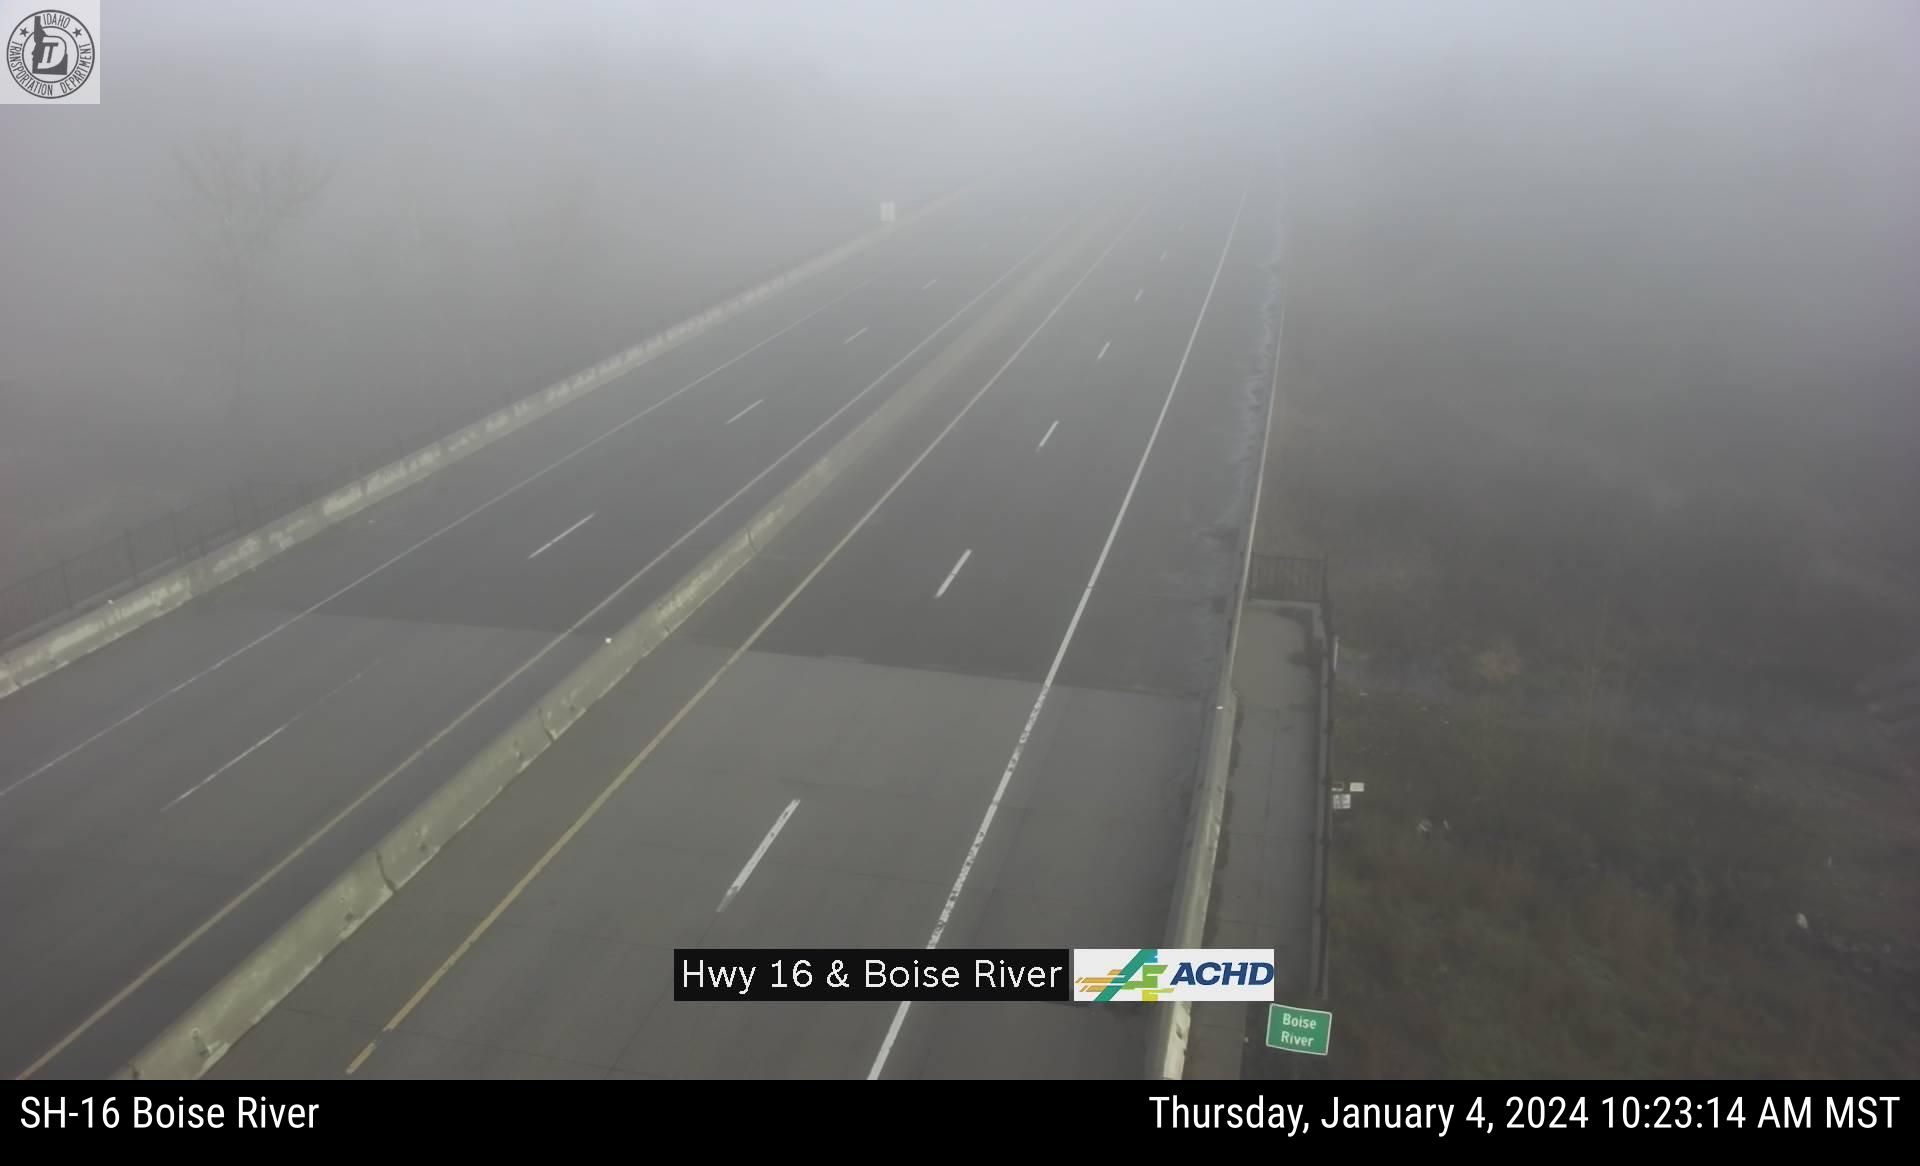 IDAHO
TRANSPORTATION DEPARTMENT
Hwy 16 & Boise River
ACHD
Boise
River
SH-16 Boise River
Thursday, January 4, 2024 10:23:14 AM MST